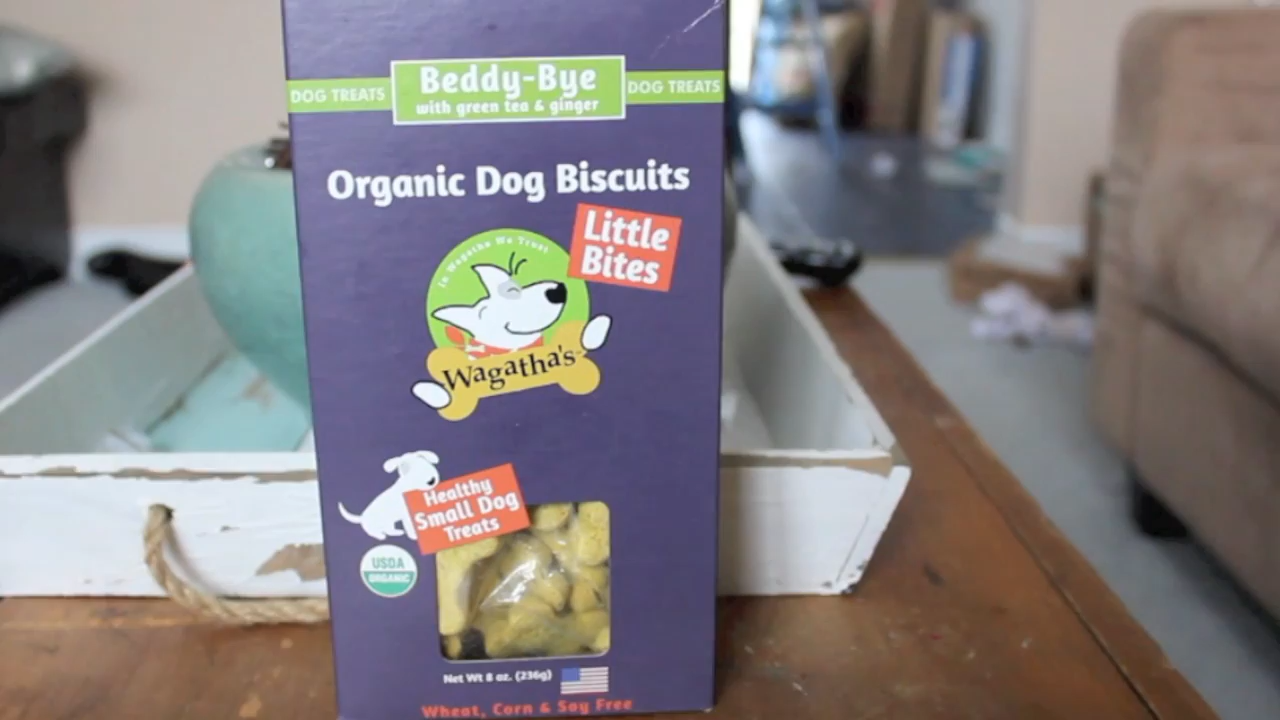 Beddy-Bye
with green tea & ginger
DOG TREATS
DOG TREATS
Organic Dog Biscuits
Little
Bites
In Wagatha We Trust
Wagatha's
Healthy
Small Dog
Treats
USDA
ORGANIC
Net Wt 8 oz. (236g)
Wheat, Corn & Soy Free